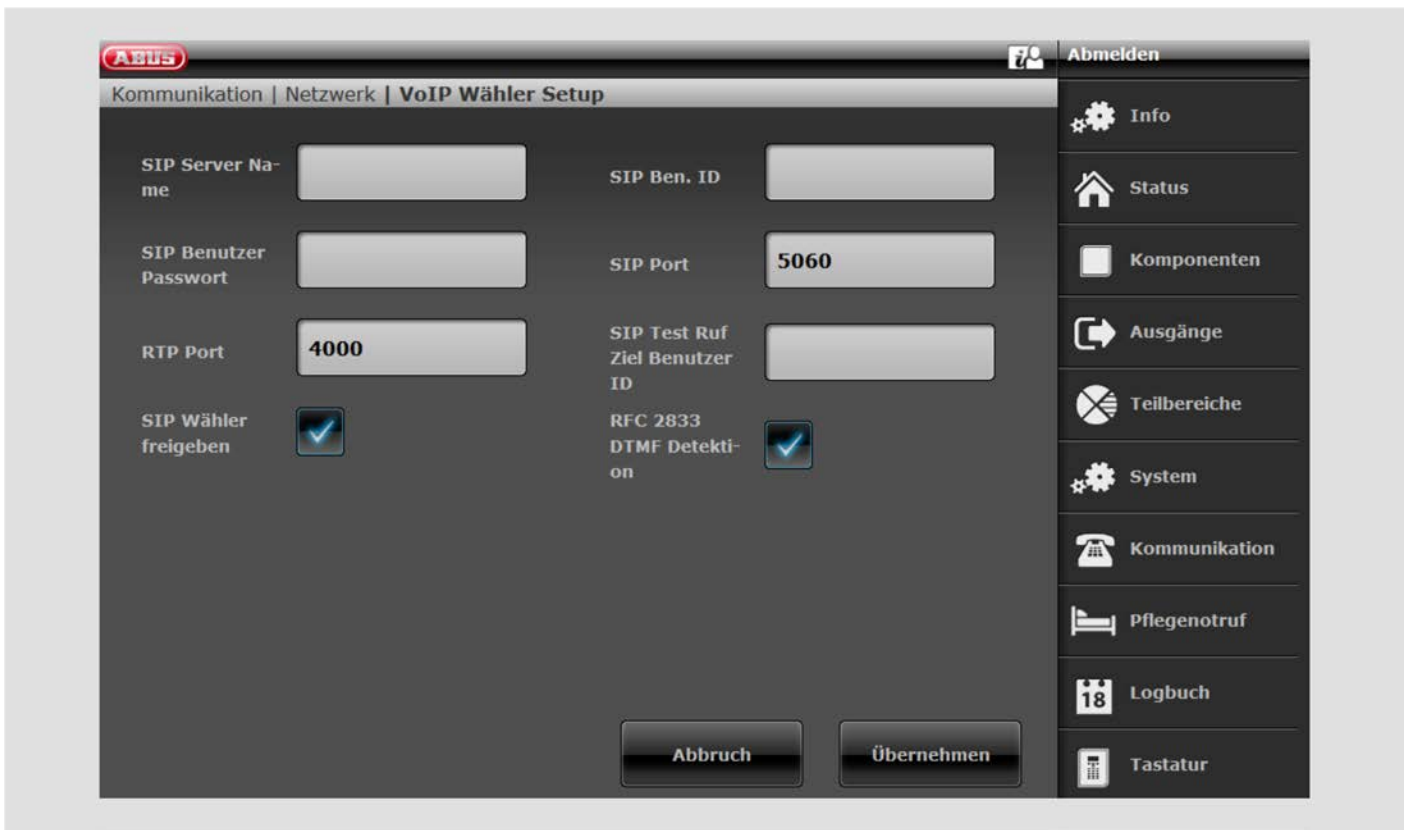 ABUS
Abmelden
Kommunikation | Netzwerk | VoIP Wähler Setup
SIP Server Na-
me
SIP Ben. ID
SIP Benutzer
Passwort
SIP Port
5060
RTP Port
4000
SIP Test Ruf
Ziel Benutzer
ID
SIP Wähler
freigeben
RFC 2833
DTMF Detekti-
on
Abbruch
Übernehmen
Info
Status
Komponenten
Ausgänge
Teilbereiche
System
Kommunikation
Pflegenotruf
18
Logbuch
Tastatur